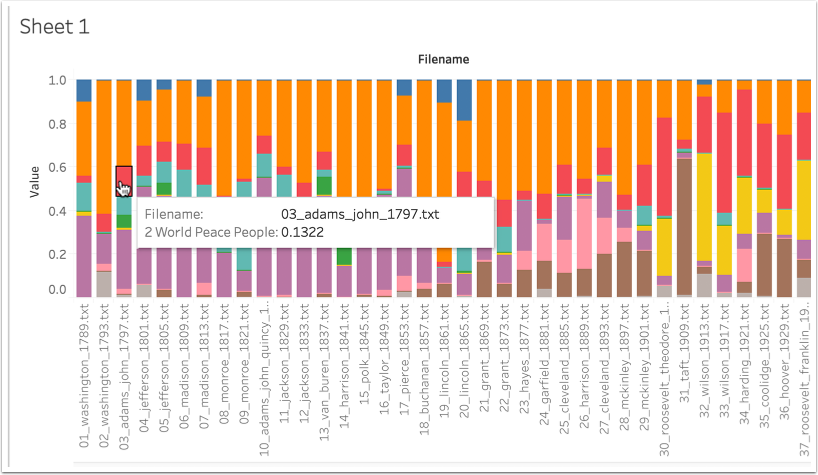 Sheet 1
Filename
Value
1.0
0.8
0.6
0.4
0.2
0.0
Filename: 03_adams_john_1797.txt
2 World Peace People: 0.1322
01_washington_1789.txt
02_washington_1793.txt
03_adams_john_1797.txt
04_jefferson_1801.txt
05_jefferson_1805.txt
06_madison_1809.txt
07_madison_1813.txt
08_monroe_1817.txt
09_monroe_1821.txt
10_adams_john_quincy_1..
11_jackson_1829.txt
12_jackson_1833.txt
13_van_buren_1837.txt
14_harrison_1841.txt
15_polk_1845.txt
16_taylor_1849.txt
17_pierce_1853.txt
18_buchanan_1857.txt
19_lincoln_1861.txt
20_lincoln_1865.txt
21_grant_1869.txt
22_grant_1873.txt
23_hayes_1877.txt
24_garfield_1881.txt
25_cleveland_1885.txt
26_harrison_1889.txt
27_cleveland_1893.txt
28_mckinley_1897.txt
29_mckinley_1901.txt
30_roosevelt_theodore_1..
31_taft_1909.txt
32_wilson_1913.txt
33_wilson_1917.txt
34_harding_1921.txt
35_coolidge_1925.txt
36_hoover_1929.txt
37_roosevelt_franklin_19..